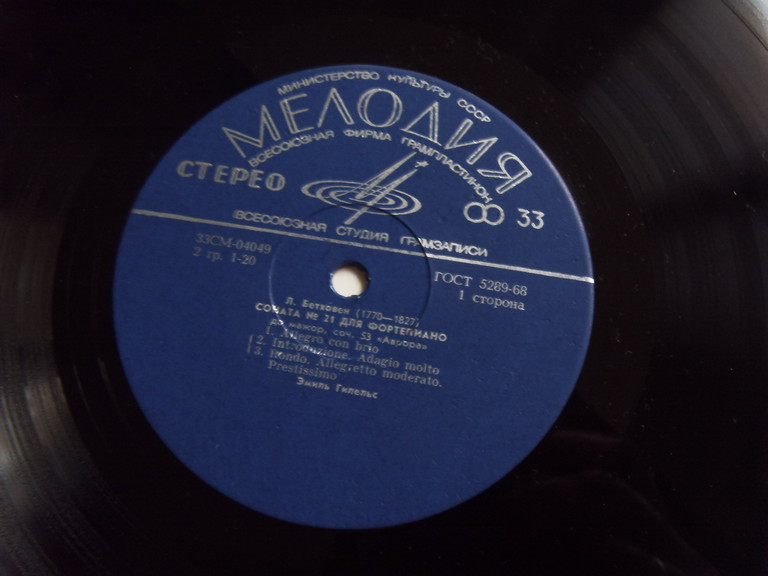 МИНИСТЕРСТВО КУЛЬТУРЫ СССР
МЕЛОДИЯ
ВСЕСОЮЗНАЯ ФИРМА ГРАМПЛАСТИНОК
СТЕРЕО
33
ВСЕСОЮЗНАЯ СТУДИЯ ГРАМЗАПИСИ
33СМ-04049
2 гр. 1-20
ГОСТ 5289-68
1 сторона
Л. Бетховен (1770—1827)
СОНАТА № 21 ДЛЯ ФОРТЕПИАНО
до мажор, соч. 53 «Аврора»
1. Allegro con brio
2. Introduzione. Adagio molto
3. Rondo. Allegretto moderato.
Prestissimo
Эмиль Гилельс